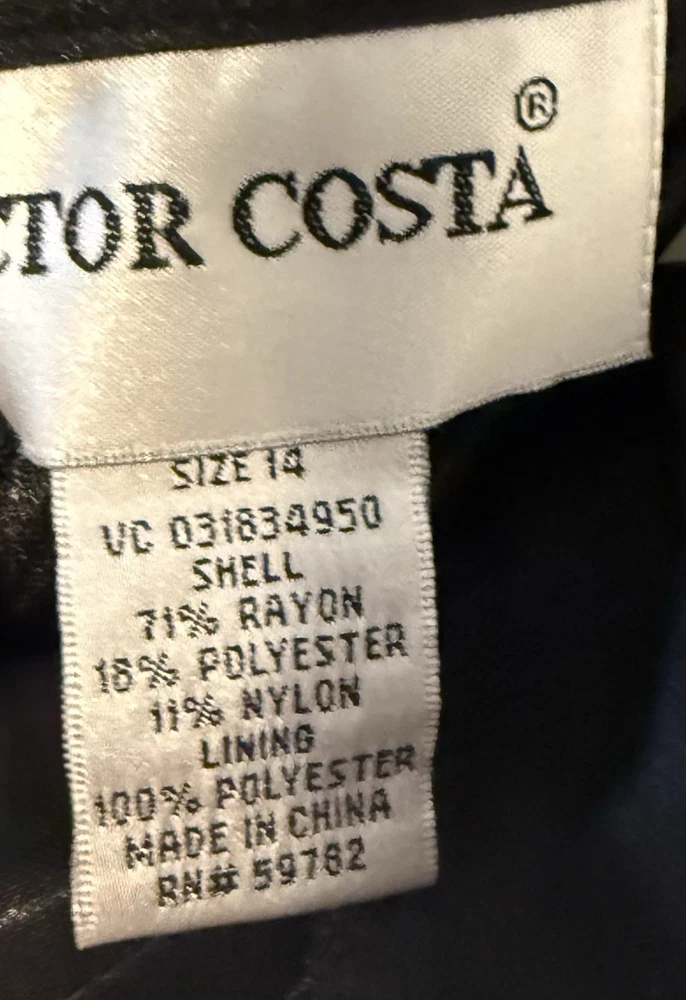 CTOR COSTA®
SIZE 14
VC 031834950
SHELL
71% RAYON
18% POLYESTER
11% NYLON
LINING
100% POLYESTER
MADE IN CHINA
RN# 59762